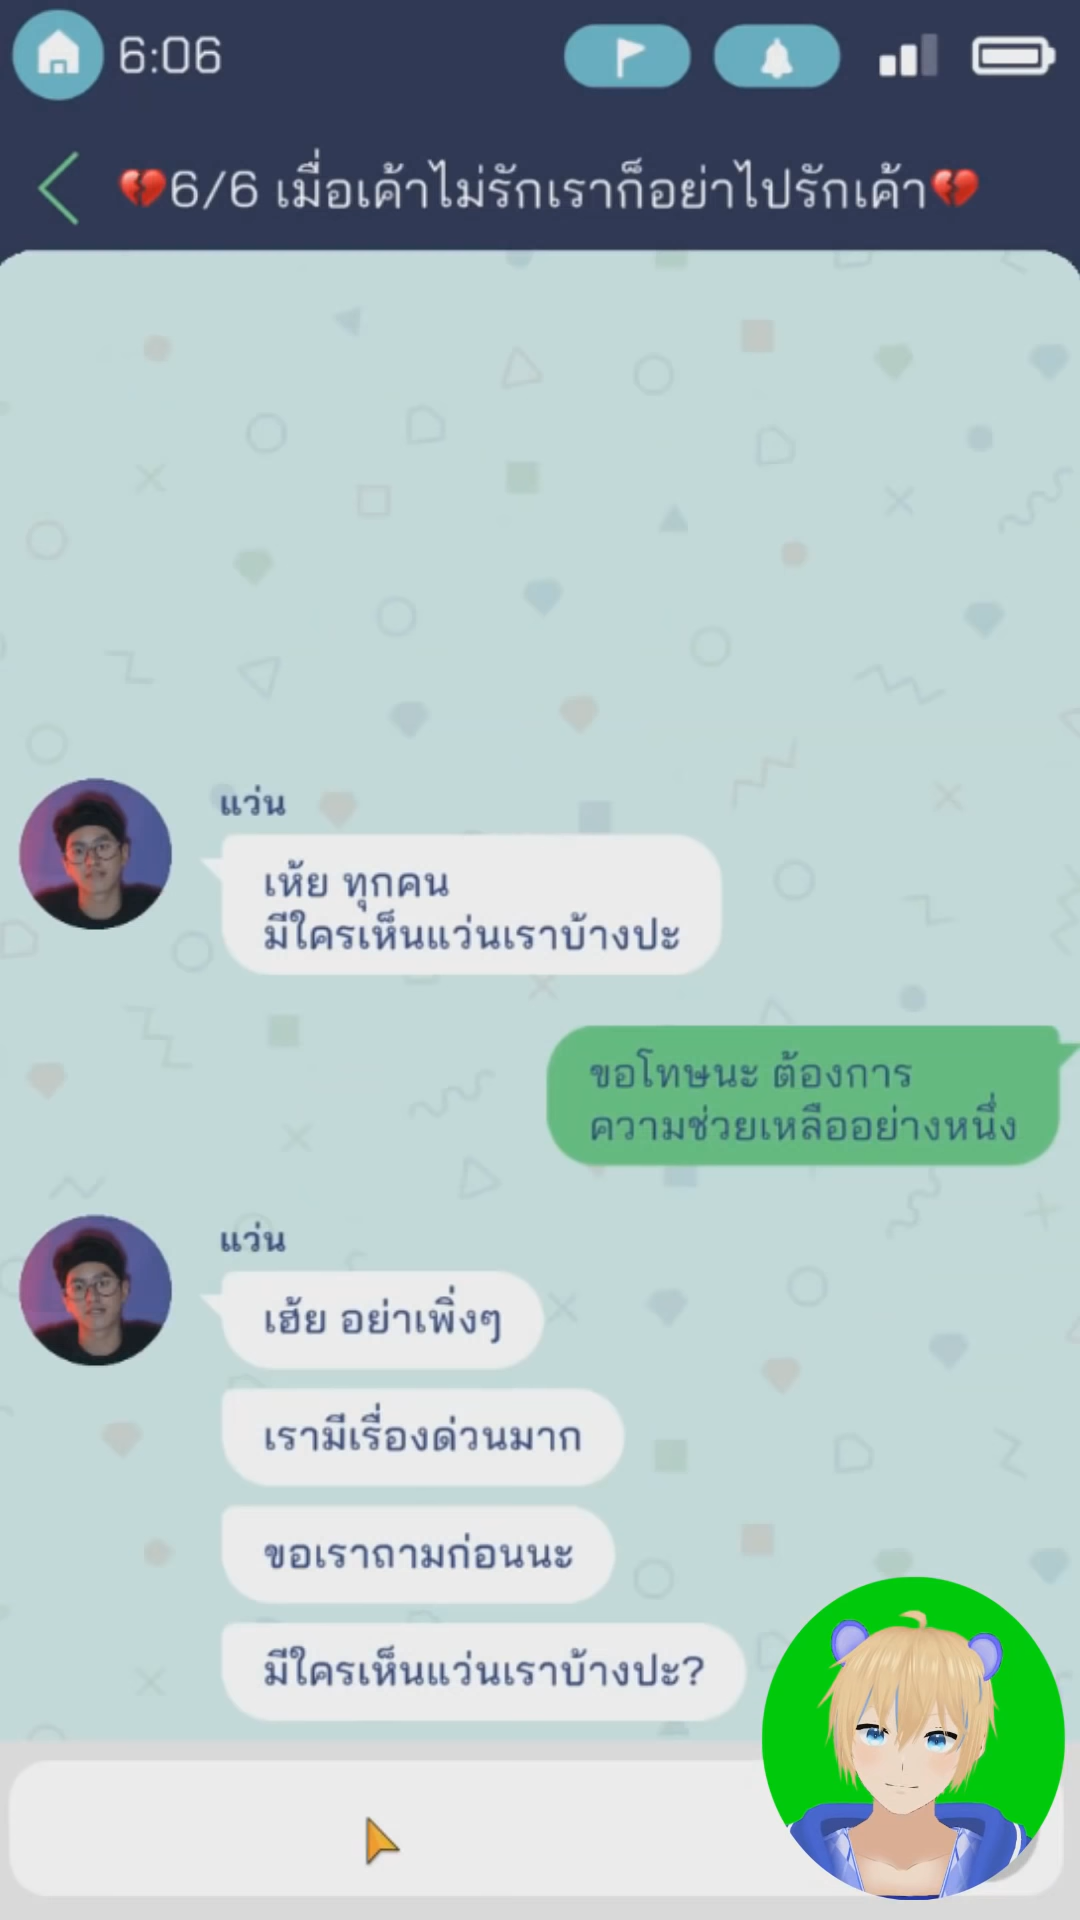 6:06
💔6/6 เมื่อเค้าไม่รักเราก็อย่าไปรักเค้า💔
แว่น
เห้ย ทุกคน
มีใครเห็นแว่นเราบ้างปะ
ขอโทษนะ ต้องการ
ความช่วยเหลืออย่างหนึ่ง
แว่น
เฮ้ย อย่าเพิ่งๆ
เรามีเรื่องด่วนมาก
ขอเราถามก่อนนะ
มีใครเห็นแว่นเราบ้างปะ?